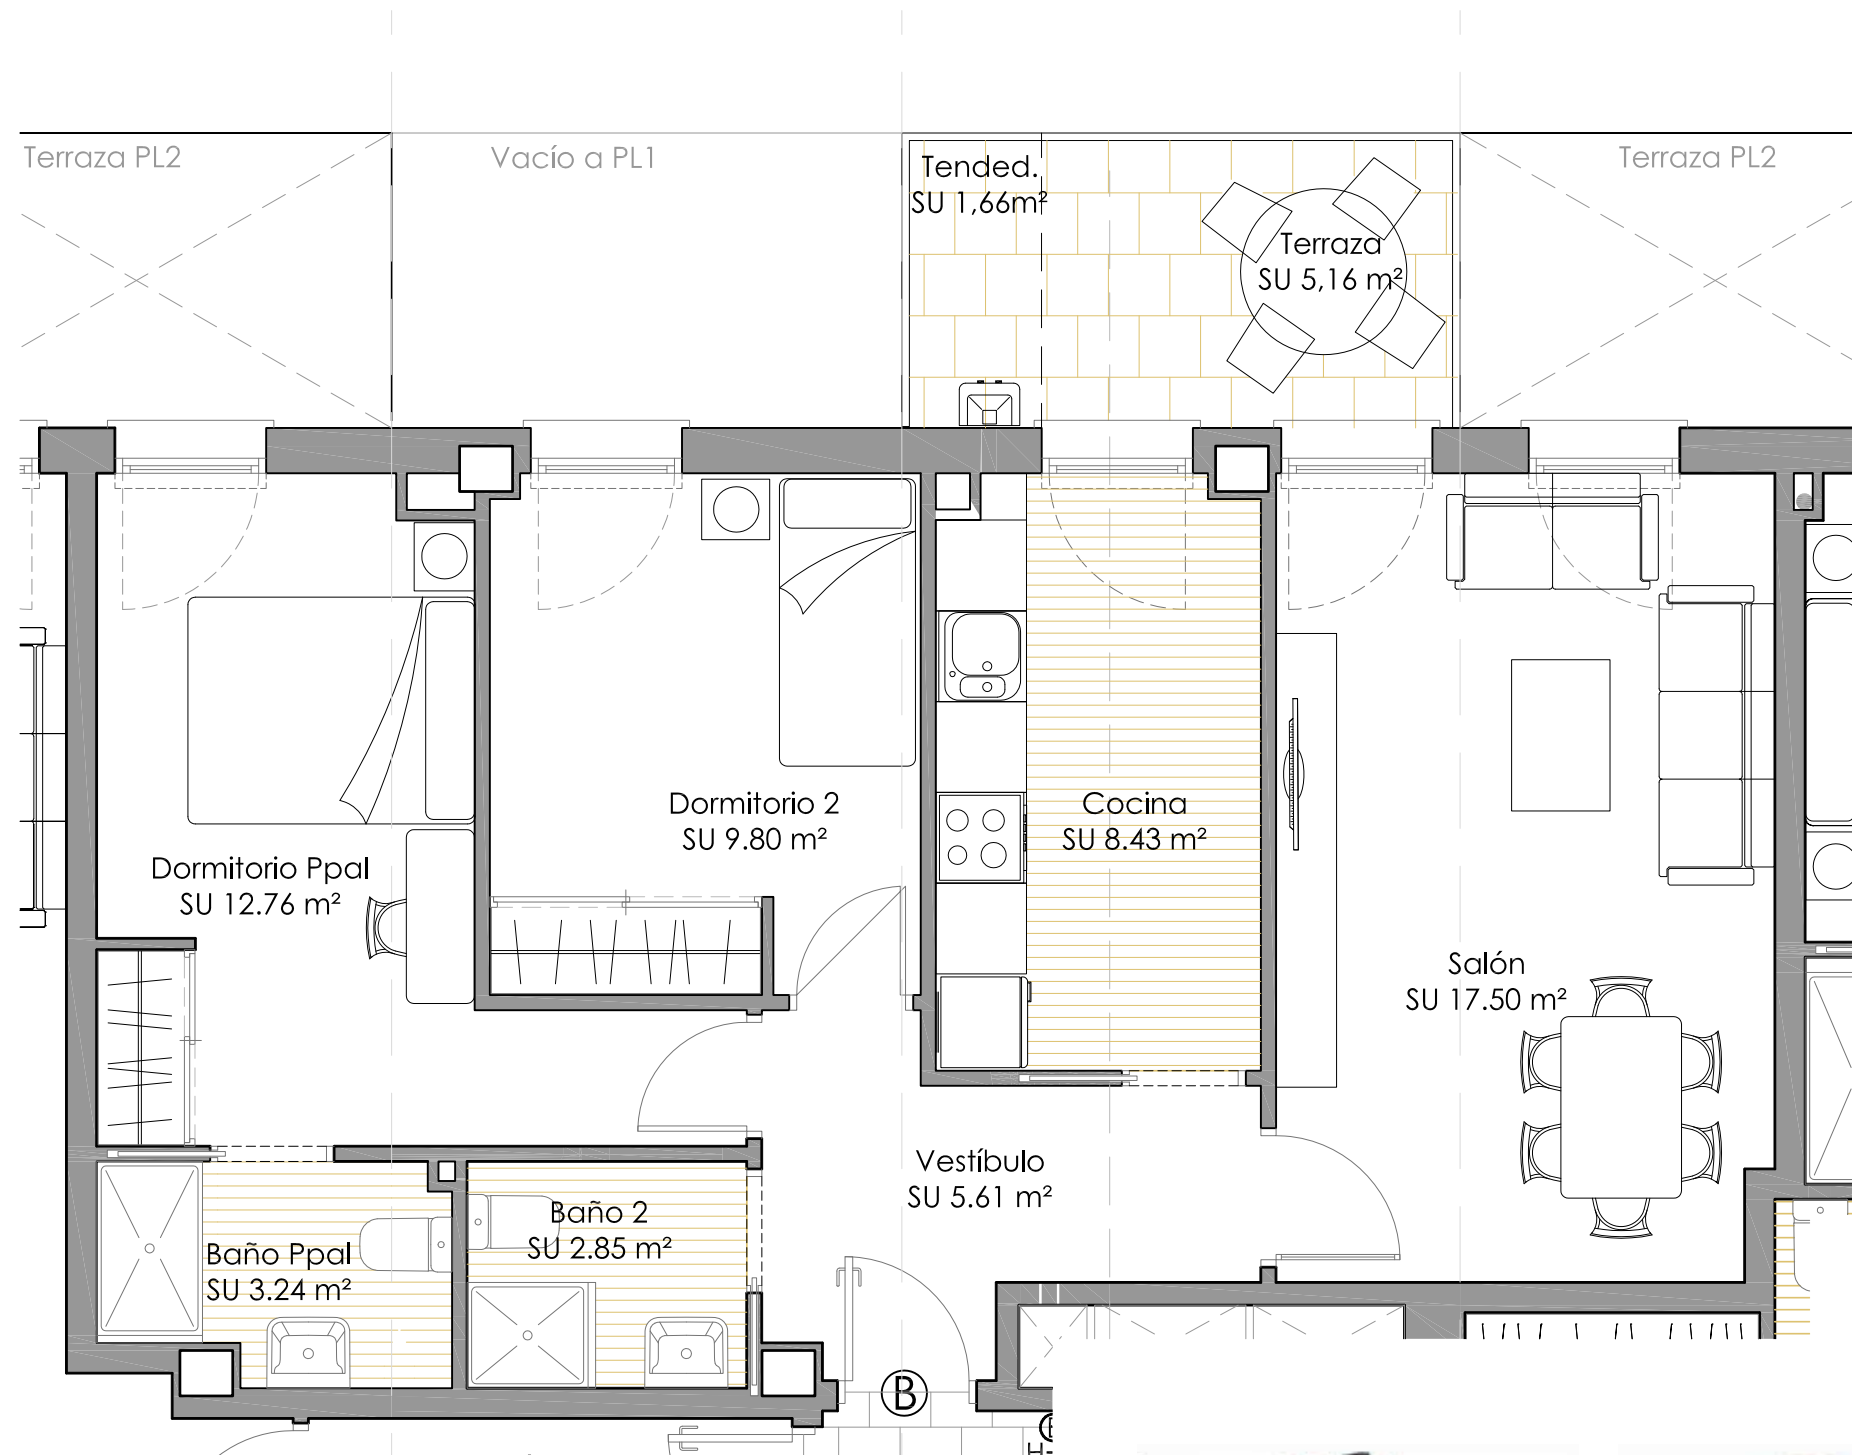 Terraza PL2
Vacío a PL1
Tended.
SU 1,66m²
Terraza
SU 5,16 m²
Terraza PL2
Dormitorio 2
SU 9.80 m²
Cocina
SU 8.43 m²
Dormitorio Ppal
SU 12.76 m²
Salón
SU 17.50 m²
Vestíbulo
SU 5.61 m²
Baño 2
SU 2.85 m²
Baño Ppal
SU 3.24 m²
B